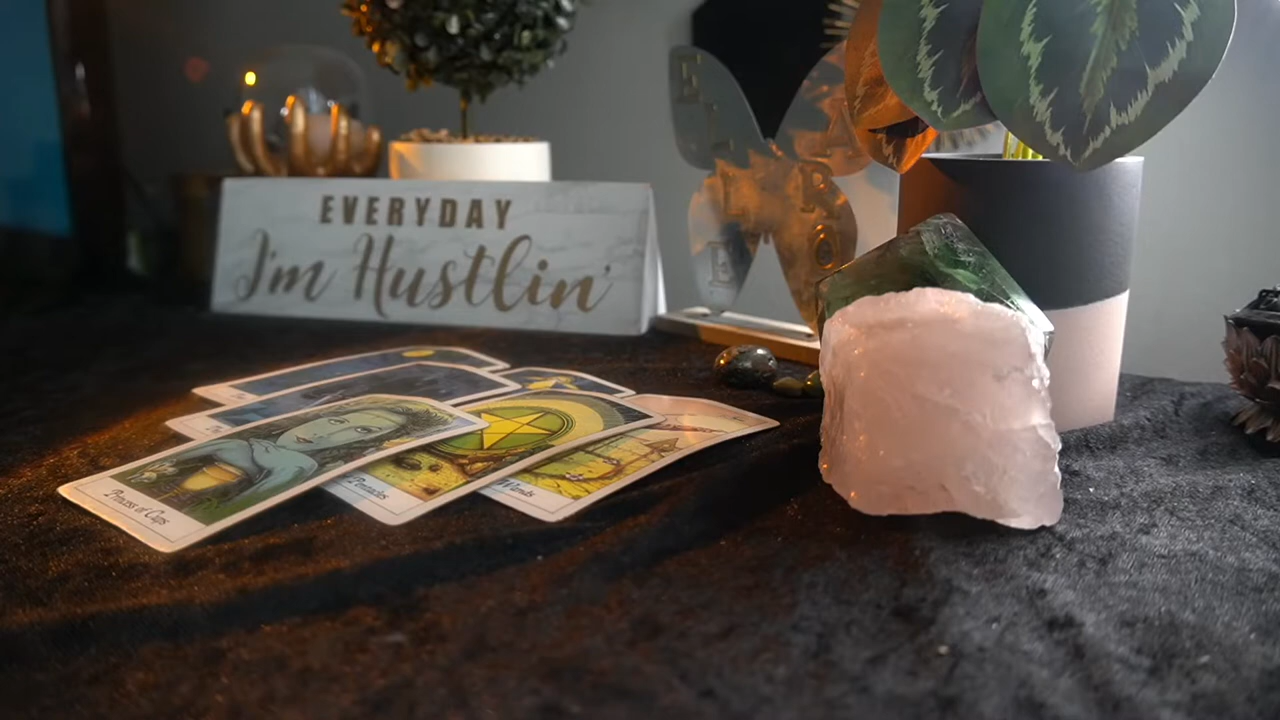 EVERYDAY
I'm Hustlin'
Princess of Cups
Pentacles
Wands